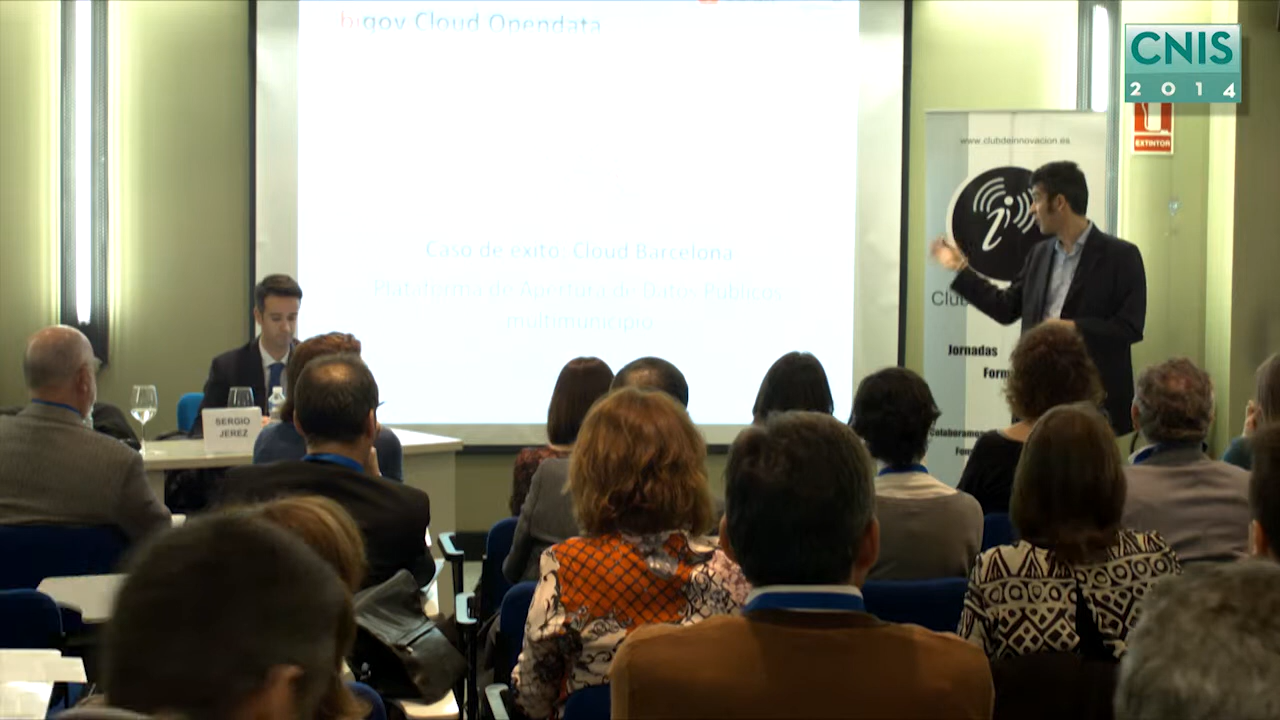 bigov Cloud Opendata
Caso de exito: Cloud Barcelona
Plataforma de Apertura de Datos Públicos
multimunicipio
CNIS
2014
EXTINTOR
www.clubdeinnovacion.es
Jornadas
SERGIO
JEREZ